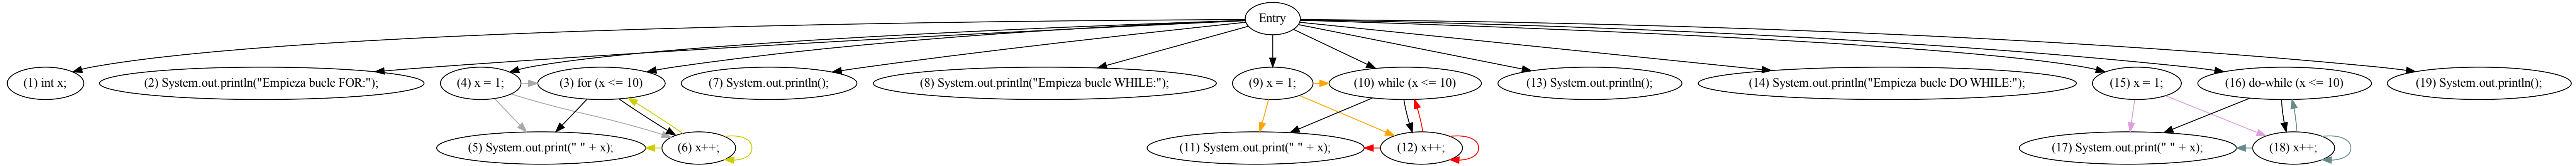 Entry
(1) int x;
(2) System.out.println("Empieza bucle FOR:");
(4) x = 1;
(3) for (x <= 10)
(7) System.out.println();
(8) System.out.println("Empieza bucle WHILE:");
(9) x = 1;
(10) while (x <= 10)
(13) System.out.println();
(14) System.out.println("Empieza bucle DO WHILE:");
(15) x = 1;
(16) do-while (x <= 10)
(19) System.out.println();
(5) System.out.print(" " + x);
(6) x++;
(11) System.out.print(" " + x);
(12) x++;
(17) System.out.print(" " + x);
(18) x++;